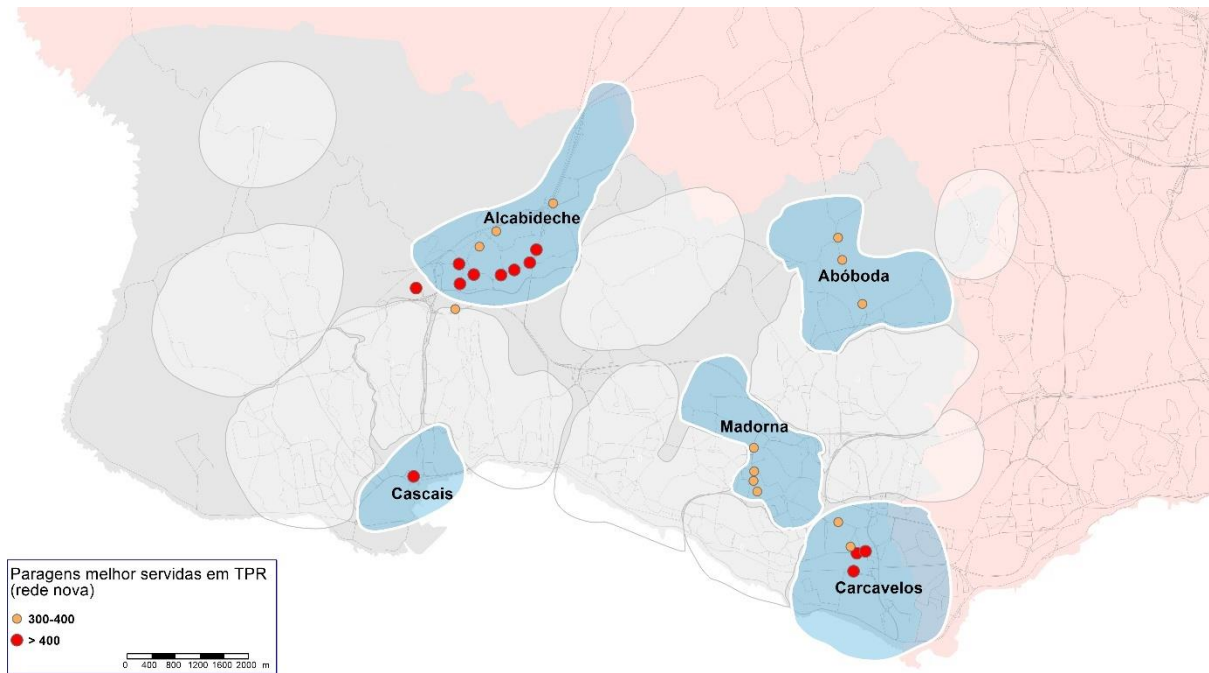 Alcabideche
Abóboda
Madorna
Cascais
Carcavelos
Paragens melhor servidas em TPR
(rede nova)
300-400
> 400
0 400 800 1200 1600 2000 m